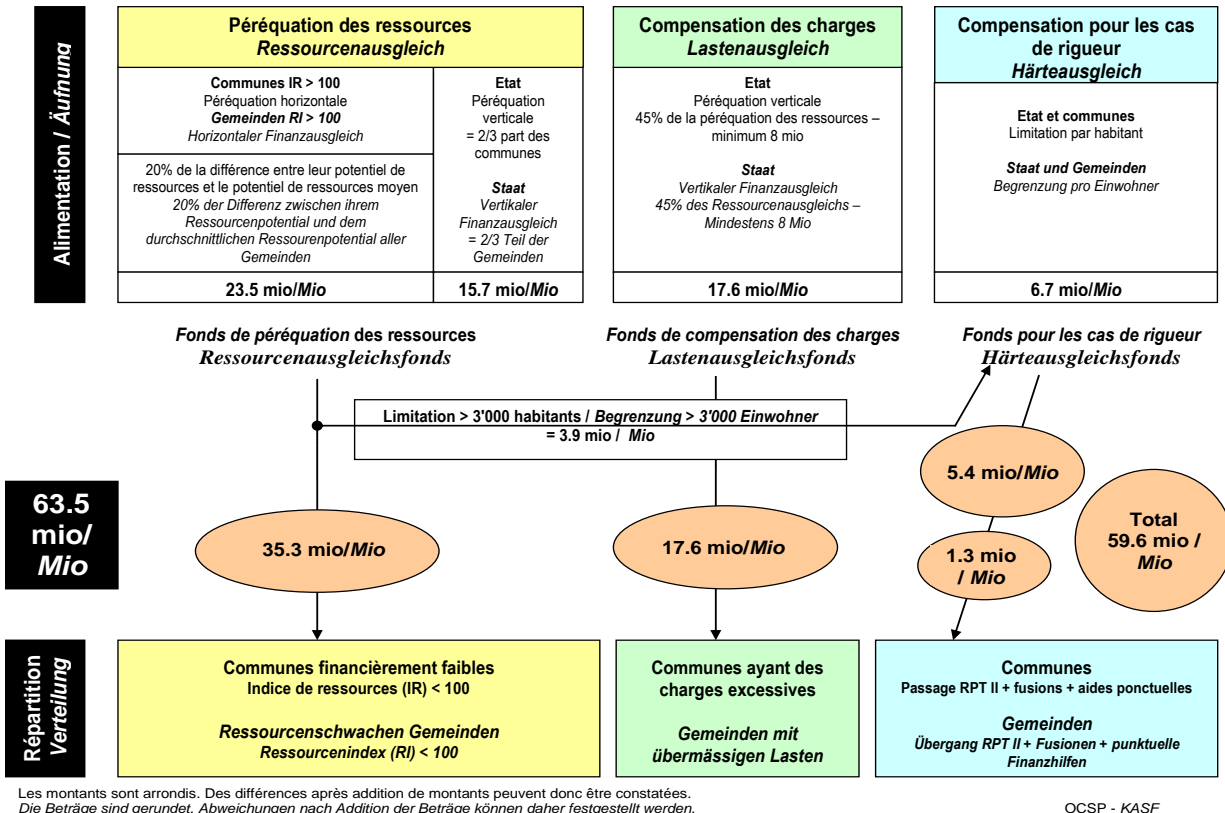 Alimentation / Äufnung
Péréquation des ressources
Ressourcenausgleich
Communes IR > 100
Péréquation horizontale
Gemeinden RI > 100
Horizontaler Finanzausgleich
20% de la différence entre leur potentiel de
ressources et le potentiel de ressources moyen
20% der Differenz zwischen ihrem
Ressourcenpotential und dem
durchschnittlichen Ressourenpotential aller
Gemeinden
23.5 mio/Mio
Etat
Péréquation
verticale
= 2/3 part des
communes
Staat
Vertikaler
Finanzausgleich
= 2/3 Teil der
Gemeinden
15.7 mio/Mio
Compensation des charges
Lastenausgleich
Etat
Péréquation verticale
45% de la péréquation des ressources –
minimum 8 mio
Staat
Vertikaler Finanzausgleich
45% des Ressourcenausgleichs –
Mindestens 8 Mio
17.6 mio/Mio
Compensation pour les cas
de rigueur
Härteausgleich
Etat et communes
Limitation par habitant
Staat und Gemeinden
Begrenzung pro Einwohner
6.7 mio/Mio
Fonds de péréquation des ressources
Ressourcenausgleichsfonds
Fonds de compensation des charges
Lastenausgleichsfonds
Fonds pour les cas de rigueur
Härteausgleichsfonds
Limitation > 3'000 habitants / Begrenzung > 3'000 Einwohner
= 3.9 mio / Mio
63.5
mio/
Mio
35.3 mio/Mio
17.6 mio/Mio
5.4 mio/Mio
1.3 mio
/ Mio
Total
59.6 mio /
Mio
Répartition
Verteilung
Communes financièrement faibles
Indice de ressources (IR) < 100
Ressourcenschwachen Gemeinden
Ressourcenindex (RI) < 100
Communes ayant des
charges excessives
Gemeinden mit
übermässigen Lasten
Communes
Passage RPT II + fusions + aides ponctuelles
Gemeinden
Übergang RPT II + Fusionen + punktuelle
Finanzhilfen
Les montants sont arrondis. Des différences après addition de montants peuvent donc être constatées.
Die Beträge sind gerundet. Abweichungen nach Addition der Beträge können daher festgestellt werden.
OCSP - KASF